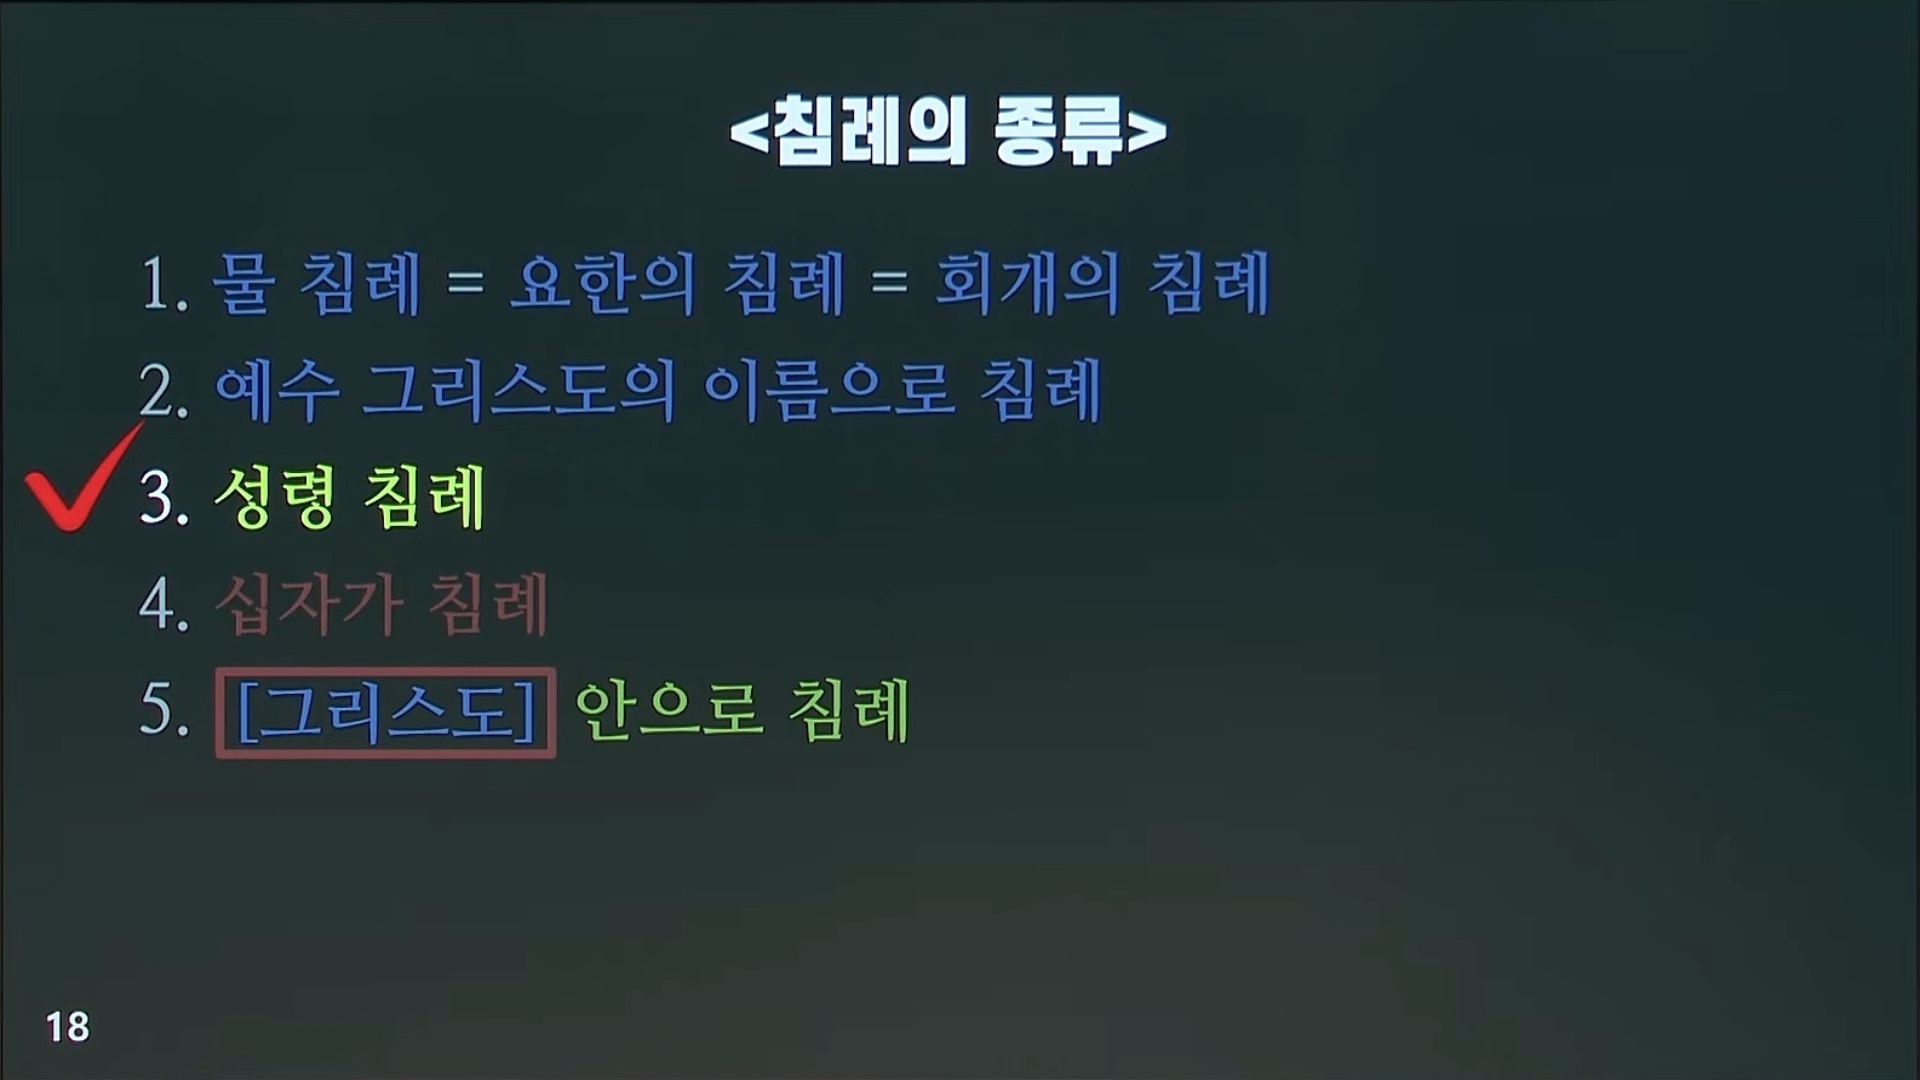 <침례의 종류>
1. 물 침례 = 요한의 침례 = 회개의 침례
2. 예수 그리스도의 이름으로 침례
3. 성령 침례
4. 십자가 침례
5. [그리스도] 안으로 침례
18